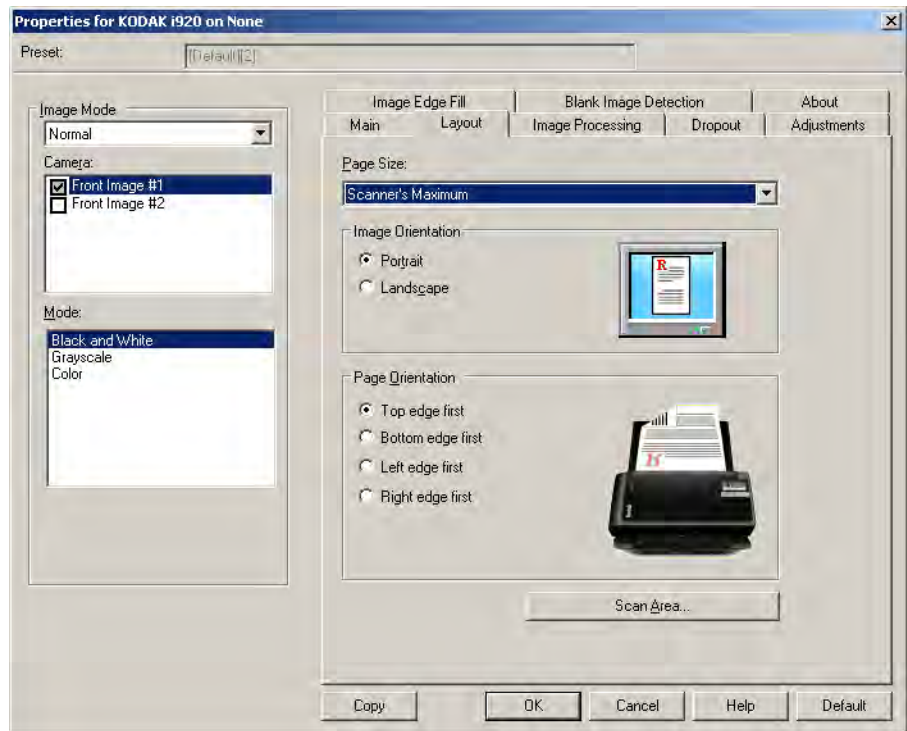 Properties for KODAK i920 on None
Preset:
[[Default]][2]
Image Mode
Normal
Camera:
Front Image #1
Front Image #2
Mode:
Black and White
Grayscale
Color
Image Edge Fill
Blank Image Detection
About
Main
Layout
Image Processing
Dropout
Adjustments
Page Size:
Scanner's Maximum
Image Orientation
Portrait
Landscape
R
Page Orientation
Top edge first
Bottom edge first
Left edge first
Right edge first
Scan Area...
Copy
OK
Cancel
Help
Default